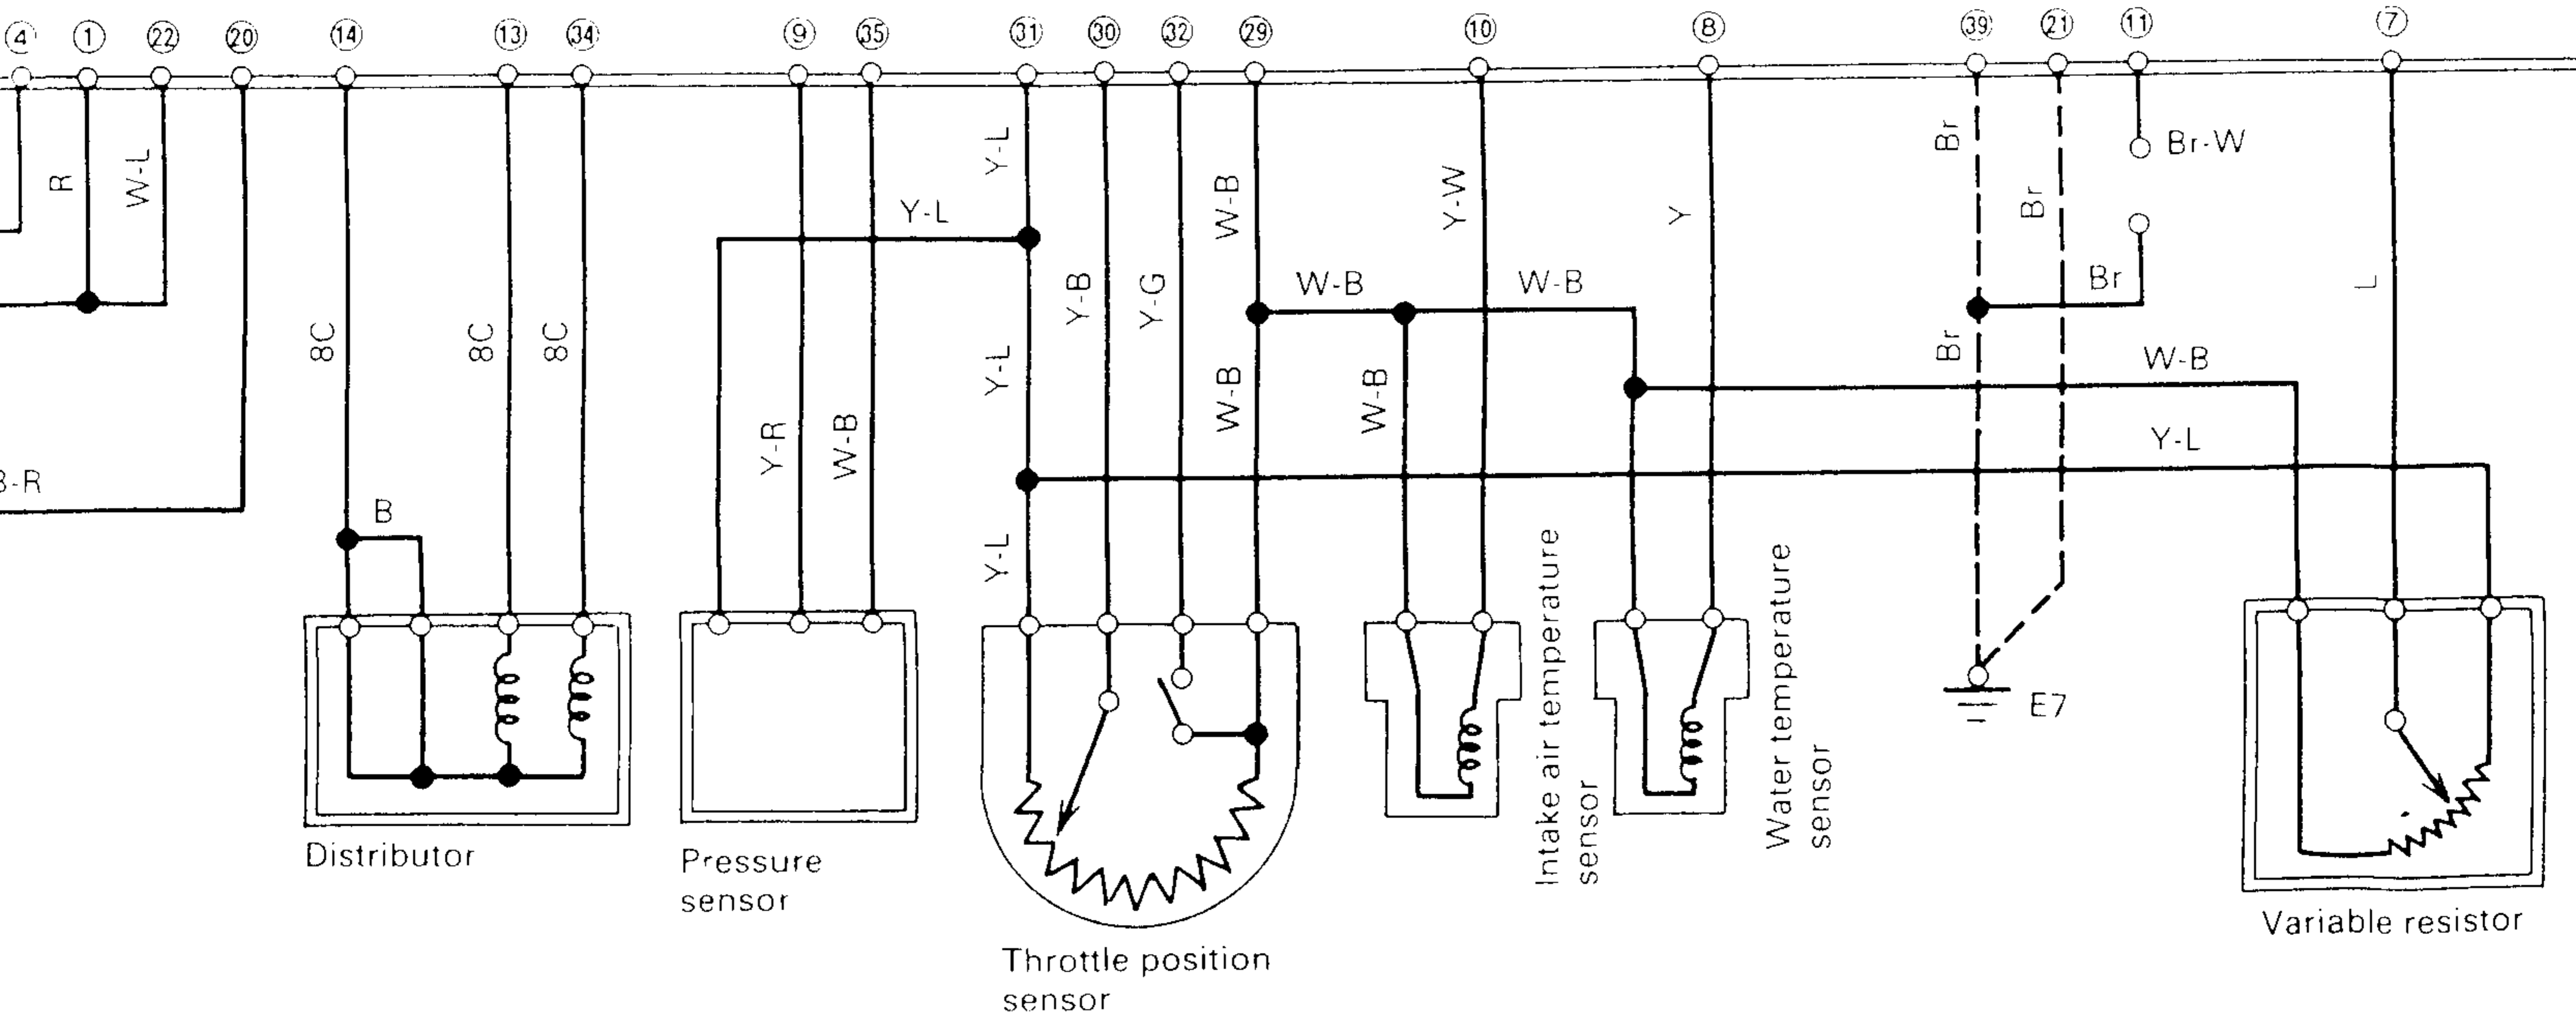 4 1 22 20 14 13 34 9 35 31 30 32 29 10 8 39 21 11 7
R
W-L
8C
8C
8C
Y-L
Y-L
W-B
Y-W
Y
Br
Br
Br-W
Y-B
Y-G
W-B
W-B
Br
L
Y-L
W-B
W-B
Br
W-B
Y-R
W-B
Y-L
B-R
B
Y-L
E7
Distributor
Pressure
sensor
Throttle position
sensor
Intake air temperature
sensor
Water temperature
sensor
Variable resistor